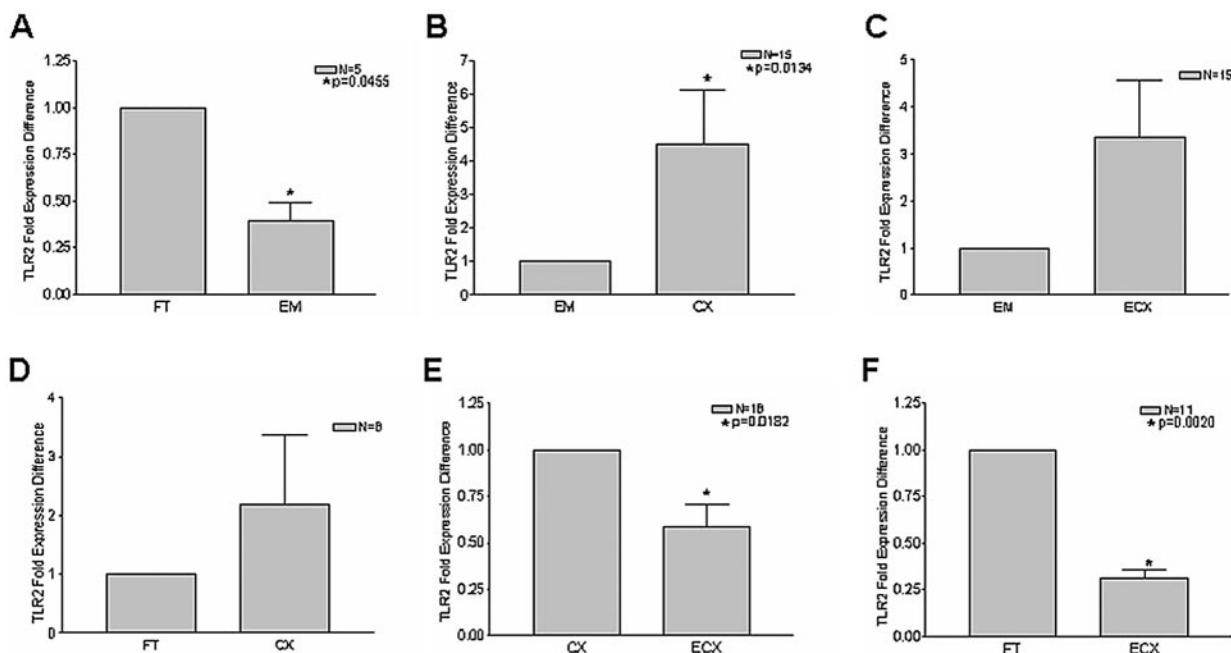 A
TLR2 Fold Expression Difference
1.25
1.00
0.75
0.50
0.25
0.00
N=5
*p=0.0455
*
FT
EM
B
TLR2 Fold Expression Difference
7
6
5
4
3
2
1
0
N=15
*p=0.0134
*
EM
CX
C
TLR2 Fold Expression Difference
5
4
3
2
1
0
N=15
EM
ECX
D
TLR2 Fold Expression Difference
4
3
2
1
0
N=8
FT
CX
E
TLR2 Fold Expression Difference
1.25
1.00
0.75
0.50
0.25
0.00
N=18
*p=0.0182
*
CX
ECX
F
TLR2 Fold Expression Difference
1.25
1.00
0.75
0.50
0.25
0.00
N=11
*p=0.0020
*
FT
ECX